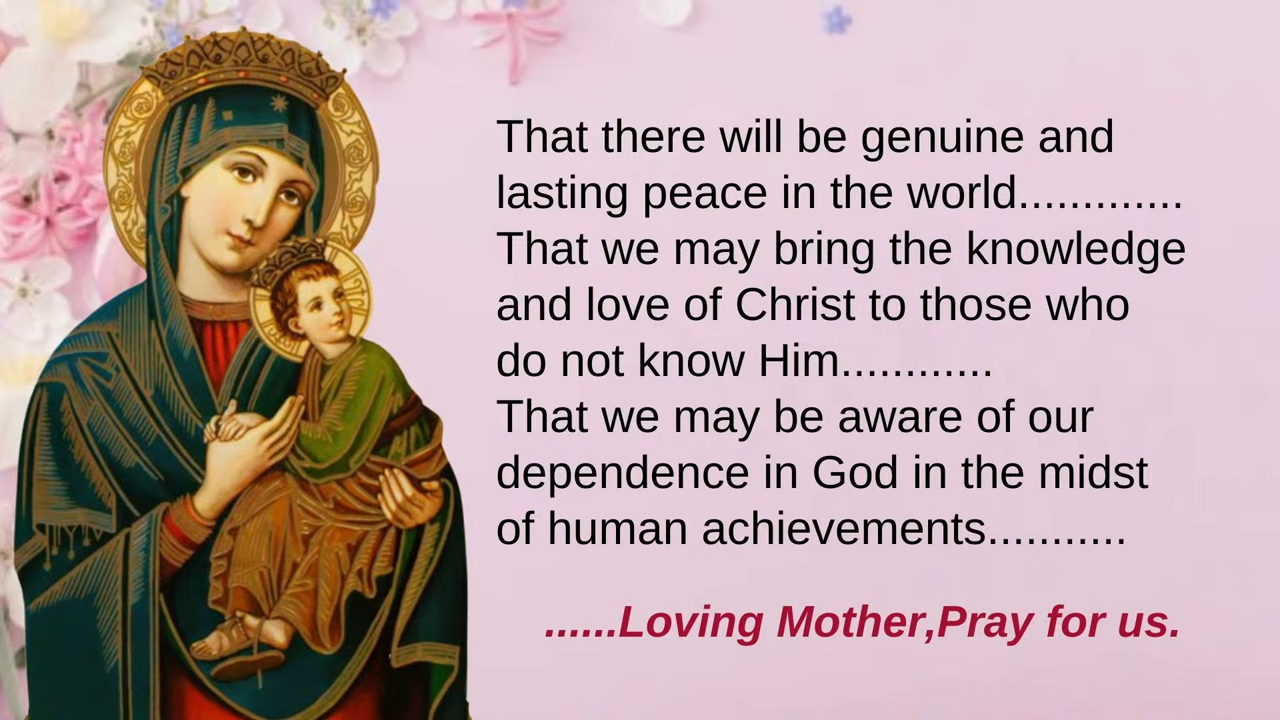 That there will be genuine and
lasting peace in the world.............
That we may bring the knowledge
and love of Christ to those who
do not know Him............
That we may be aware of our
dependence in God in the midst
of human achievements...........
......Loving Mother,Pray for us.